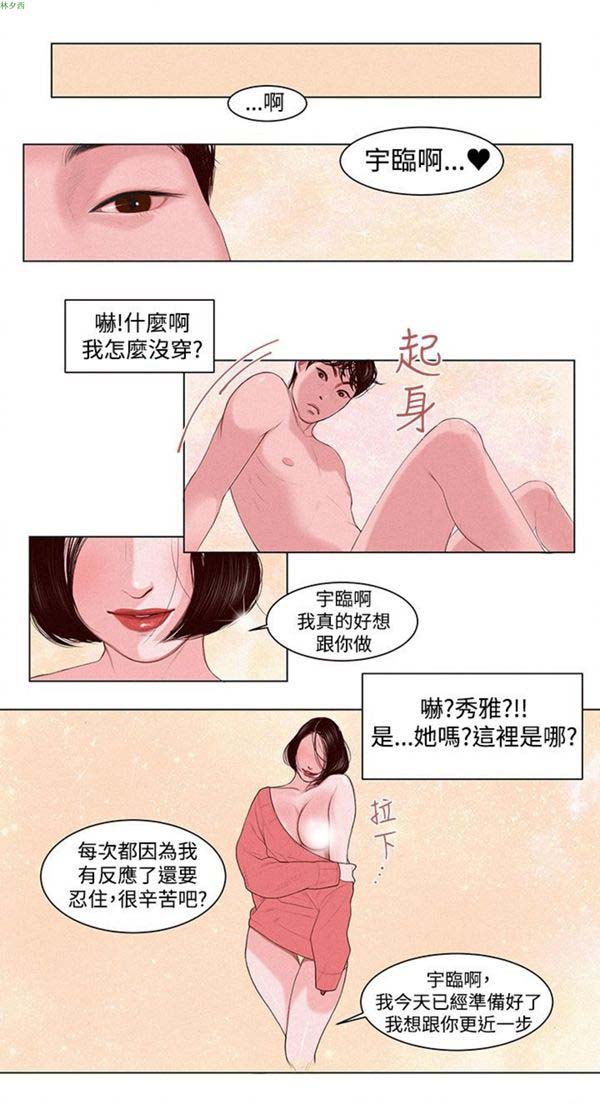 林夕西
...啊
宇臨啊...♥
嚇!什麼啊
我怎麼沒穿?
起身
宇臨啊
我真的好想
跟你做
嚇?秀雅?!!
是...她嗎?這裡是哪?
拉下...
每次都因為我
有反應了還要
忍住,很辛苦吧?
宇臨啊,
我今天已經準備好了
我想跟你更近一步